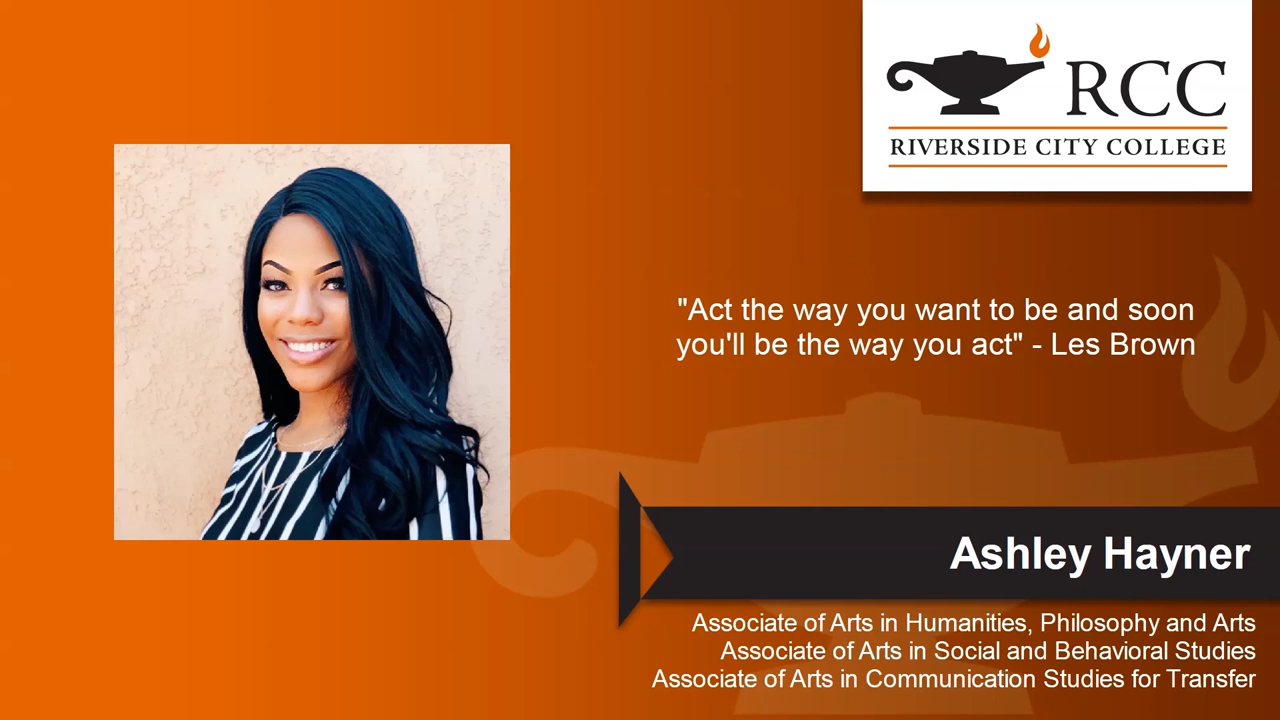 RCC
RIVERSIDE CITY COLLEGE
"Act the way you want to be and soon
you'll be the way you act" - Les Brown
Ashley Hayner
Associate of Arts in Humanities, Philosophy and Arts
Associate of Arts in Social and Behavioral Studies
Associate of Arts in Communication Studies for Transfer